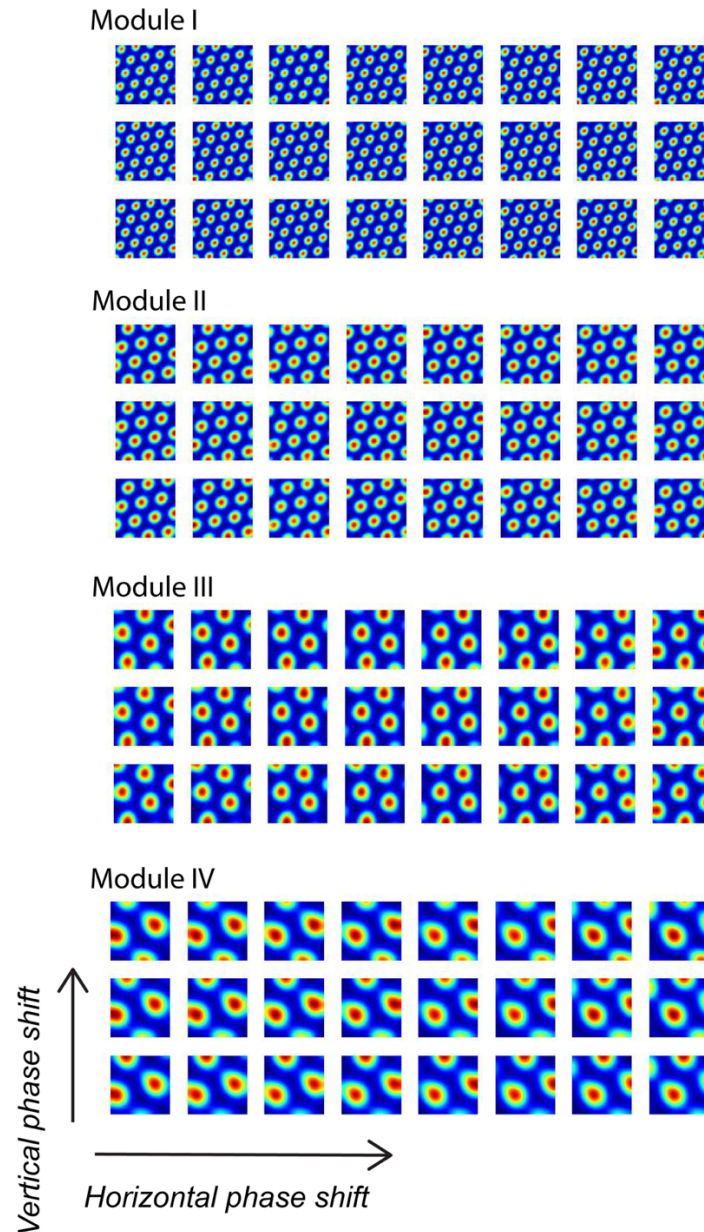 Module I
Module II
Module III
Module IV
Vertical phase shift
Horizontal phase shift